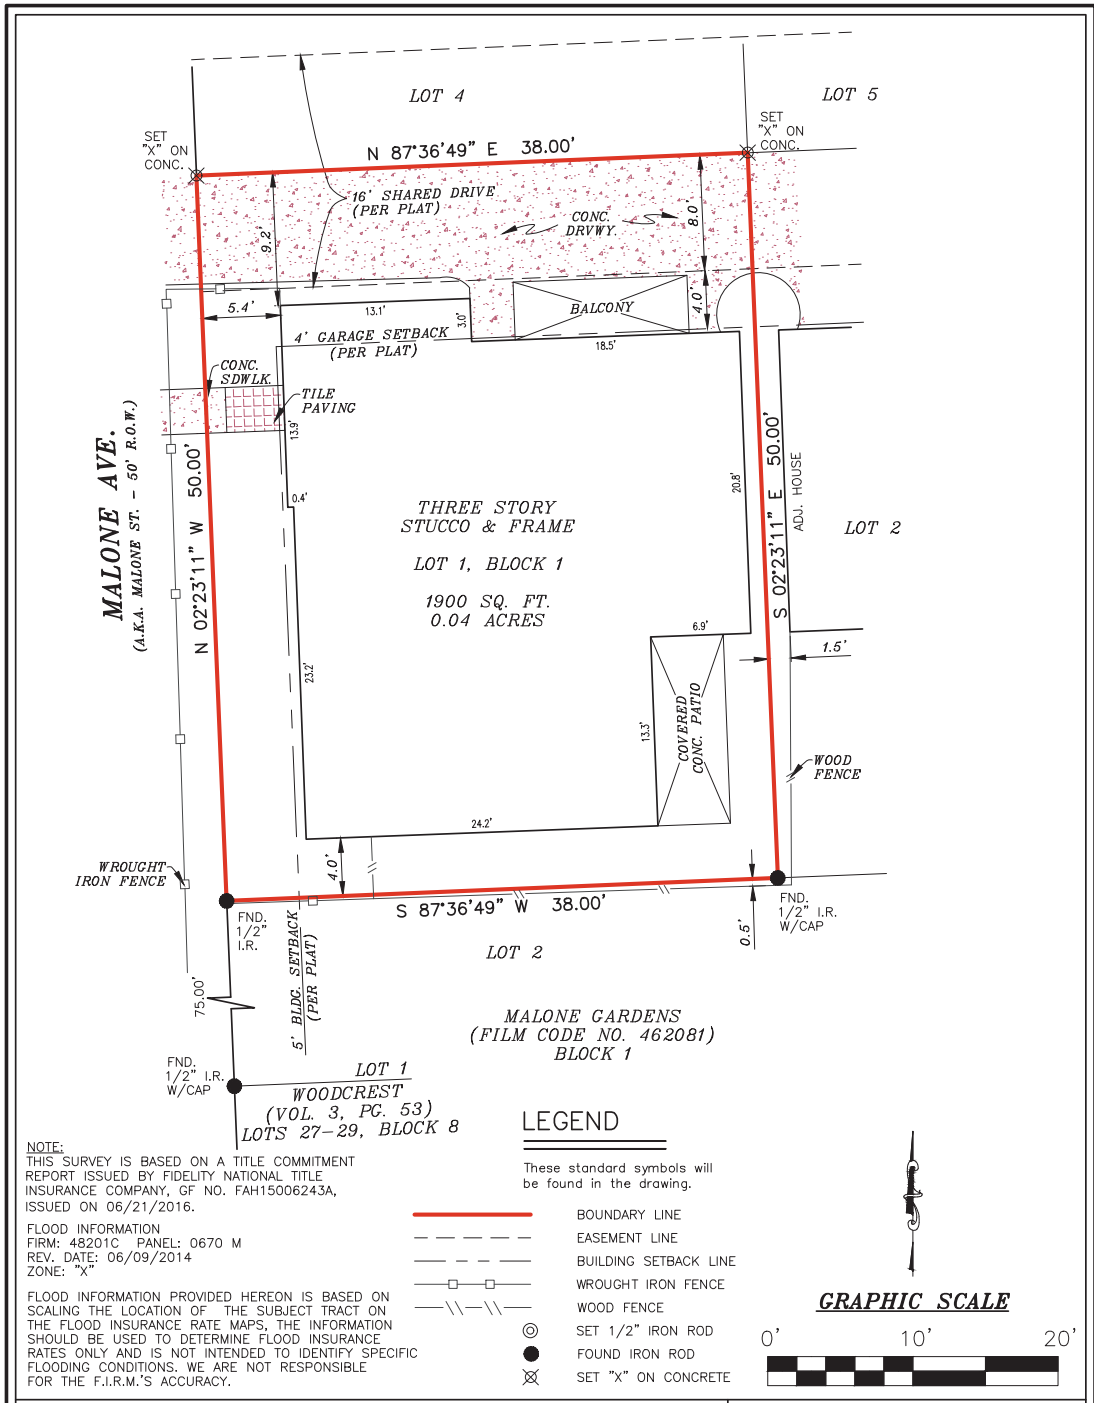 LOT 4
LOT 5
SET
"X" ON
CONC.
SET
"X" ON
CONC.
N 87°36'49" E 38.00'
16' SHARED DRIVE
(PER PLAT)
CONC.
DRVWY.
9.2'
8.0'
5.4'
13.1'
3.0'
BALCONY
4.0'
4' GARAGE SETBACK
(PER PLAT)
18.5'
CONC.
SDWLK.
TILE
PAVING
13.9'
MALONE AVE.
(A.K.A. MALONE ST. - 50' R.O.W.)
N 02°23'11" W 50.00'
0.4'
THREE STORY
STUCCO & FRAME
LOT 1, BLOCK 1
1900 SQ. FT.
0.04 ACRES
20.8'
S 02°23'11" E 50.00'
ADJ. HOUSE
LOT 2
23.2'
6.9'
1.5'
13.3'
COVERED
CONC. PATIO
WOOD
FENCE
24.2'
4.0'
WROUGHT
IRON FENCE
S 87°36'49" W 38.00'
FND.
1/2"
I.R.
FND.
1/2" I.R.
W/CAP
0.5'
5' BLDG. SETBACK
(PER PLAT)
LOT 2
75.00'
MALONE GARDENS
(FILM CODE NO. 462081)
BLOCK 1
FND.
1/2" I.R.
W/CAP
LOT 1
WOODCREST
(VOL. 3, PG. 53)
LOTS 27-29, BLOCK 8
NOTE:
THIS SURVEY IS BASED ON A TITLE COMMITMENT
REPORT ISSUED BY FIDELITY NATIONAL TITLE
INSURANCE COMPANY, GF NO. FAH15006243A,
ISSUED ON 06/21/2016.
FLOOD INFORMATION
FIRM: 48201C PANEL: 0670 M
REV. DATE: 06/09/2014
ZONE: "X"
FLOOD INFORMATION PROVIDED HEREON IS BASED ON
SCALING THE LOCATION OF THE SUBJECT TRACT ON
THE FLOOD INSURANCE RATE MAPS, THE INFORMATION
SHOULD BE USED TO DETERMINE FLOOD INSURANCE
RATES ONLY AND IS NOT INTENDED TO IDENTIFY SPECIFIC
FLOODING CONDITIONS. WE ARE NOT RESPONSIBLE
FOR THE F.I.R.M.'S ACCURACY.
LEGEND
These standard symbols will
be found in the drawing.
BOUNDARY LINE
EASEMENT LINE
BUILDING SETBACK LINE
WROUGHT IRON FENCE
WOOD FENCE
SET 1/2" IRON ROD
FOUND IRON ROD
SET "X" ON CONCRETE
GRAPHIC SCALE
0' 10' 20'